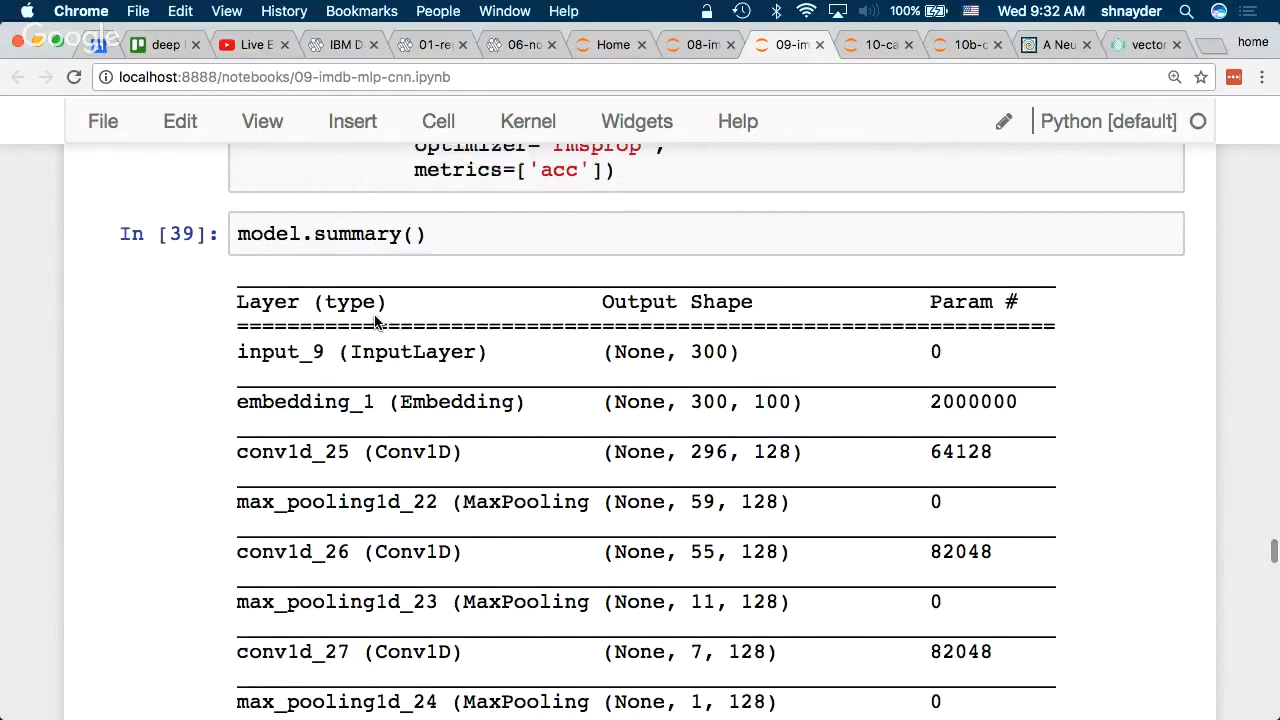 Chrome File Edit View History Bookmarks People Window Help 100% Wed 9:32 AM shnayder
Google
deep Live E IBM D 01-re 06-m Home 08-im 09-im 10-ca 10b-c A Neu vector home
localhost:8888/notebooks/09-imdb-mlp-cnn.ipynb
File Edit View Insert Cell Kernel Widgets Help Python [default]
optimizer='rmsprop',
metrics=['acc'])
In [39]: model.summary()
Layer (type) Output Shape Param #
=================================================================
input_9 (InputLayer) (None, 300) 0
embedding_1 (Embedding) (None, 300, 100) 2000000
conv1d_25 (Conv1D) (None, 296, 128) 64128
max_pooling1d_22 (MaxPooling (None, 59, 128) 0
conv1d_26 (Conv1D) (None, 55, 128) 82048
max_pooling1d_23 (MaxPooling (None, 11, 128) 0
conv1d_27 (Conv1D) (None, 7, 128) 82048
max_pooling1d_24 (MaxPooling (None, 1, 128) 0